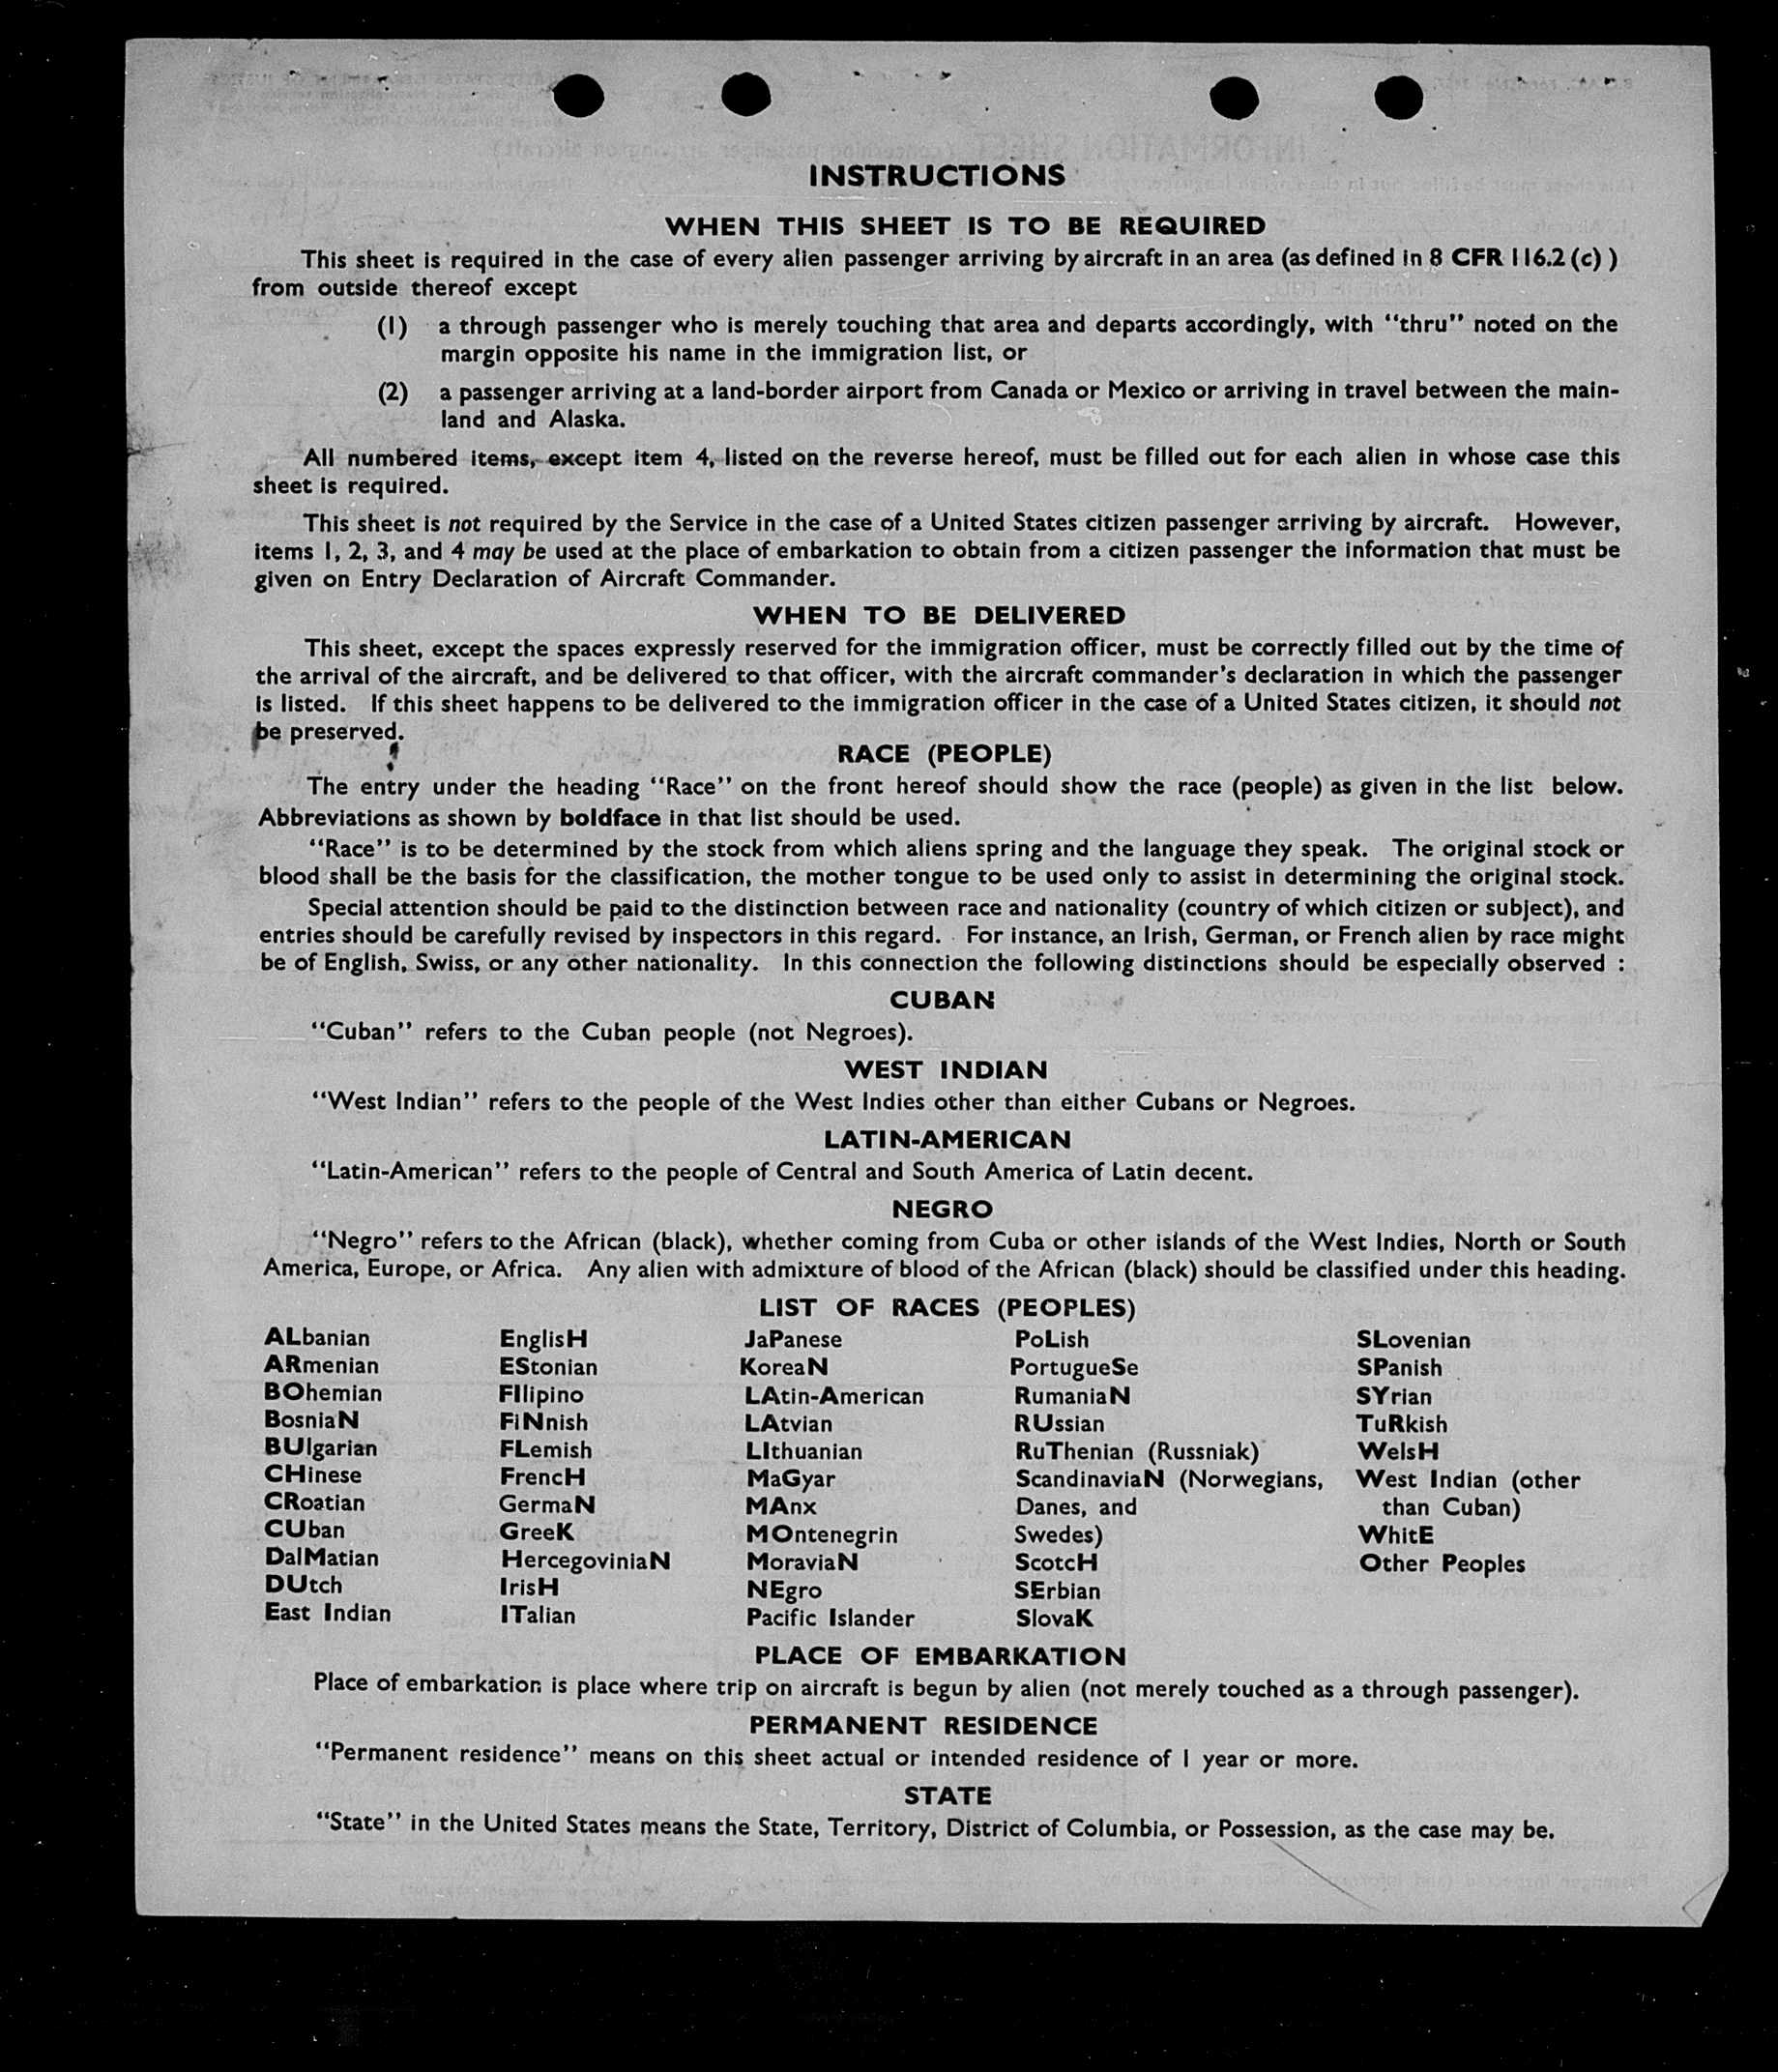 INSTRUCTIONS
WHEN THIS SHEET IS TO BE REQUIRED
This sheet is required in the case of every alien passenger arriving by aircraft in an area (as defined in 8 CFR 116.2 (c) )
from outside thereof except
(1) a through passenger who is merely touching that area and departs accordingly, with “thru” noted on the
margin opposite his name in the immigration list, or
(2) a passenger arriving at a land-border airport from Canada or Mexico or arriving in travel between the main-
land and Alaska.
All numbered items, except item 4, listed on the reverse hereof, must be filled out for each alien in whose case this
sheet is required.
This sheet is not required by the Service in the case of a United States citizen passenger arriving by aircraft. However,
items 1, 2, 3, and 4 may be used at the place of embarkation to obtain from a citizen passenger the information that must be
given on Entry Declaration of Aircraft Commander.
WHEN TO BE DELIVERED
This sheet, except the spaces expressly reserved for the immigration officer, must be correctly filled out by the time of
the arrival of the aircraft, and be delivered to that officer, with the aircraft commander’s declaration in which the passenger
is listed. If this sheet happens to be delivered to the immigration officer in the case of a United States citizen, it should not
be preserved.
RACE (PEOPLE)
The entry under the heading “Race” on the front hereof should show the race (people) as given in the list below.
Abbreviations as shown by boldface in that list should be used.
“Race” is to be determined by the stock from which aliens spring and the language they speak. The original stock or
blood shall be the basis for the classification, the mother tongue to be used only to assist in determining the original stock.
Special attention should be paid to the distinction between race and nationality (country of which citizen or subject), and
entries should be carefully revised by inspectors in this regard. For instance, an Irish, German, or French alien by race might
be of English, Swiss, or any other nationality. In this connection the following distinctions should be especially observed :
CUBAN
“Cuban” refers to the Cuban people (not Negroes).
WEST INDIAN
“West Indian” refers to the people of the West Indies other than either Cubans or Negroes.
LATIN-AMERICAN
“Latin-American” refers to the people of Central and South America of Latin decent.
NEGRO
“Negro” refers to the African (black), whether coming from Cuba or other islands of the West Indies, North or South
America, Europe, or Africa. Any alien with admixture of blood of the African (black) should be classified under this heading.
LIST OF RACES (PEOPLES)
ALbanian
ARmenian
BOhemian
BosniaN
BUlgarian
CHinese
CRoatian
CUban
DalMatian
DUtch
East Indian
EnglisH
EStonian
FIlipino
FiNnish
FLemish
FrencH
GermaN
GreeK
HercegoviniaN
IrisH
ITalian
JaPanese
KoreaN
LAtin-American
LAtvian
LIthuanian
MaGyar
MAnx
MOntenegrin
MoraviaN
NEgro
Pacific Islander
PoLish
PortugueSe
RumaniaN
RUssian
RuThenian (Russniak)
ScandinaviaN (Norwegians,
Danes, and
Swedes)
ScotcH
SErbian
SlovaK
SLovenian
SPanish
SYrian
TuRkish
WelsH
West Indian (other
than Cuban)
WhitE
Other Peoples
PLACE OF EMBARKATION
Place of embarkation is place where trip on aircraft is begun by alien (not merely touched as a through passenger).
PERMANENT RESIDENCE
“Permanent residence” means on this sheet actual or intended residence of 1 year or more.
STATE
“State” in the United States means the State, Territory, District of Columbia, or Possession, as the case may be.